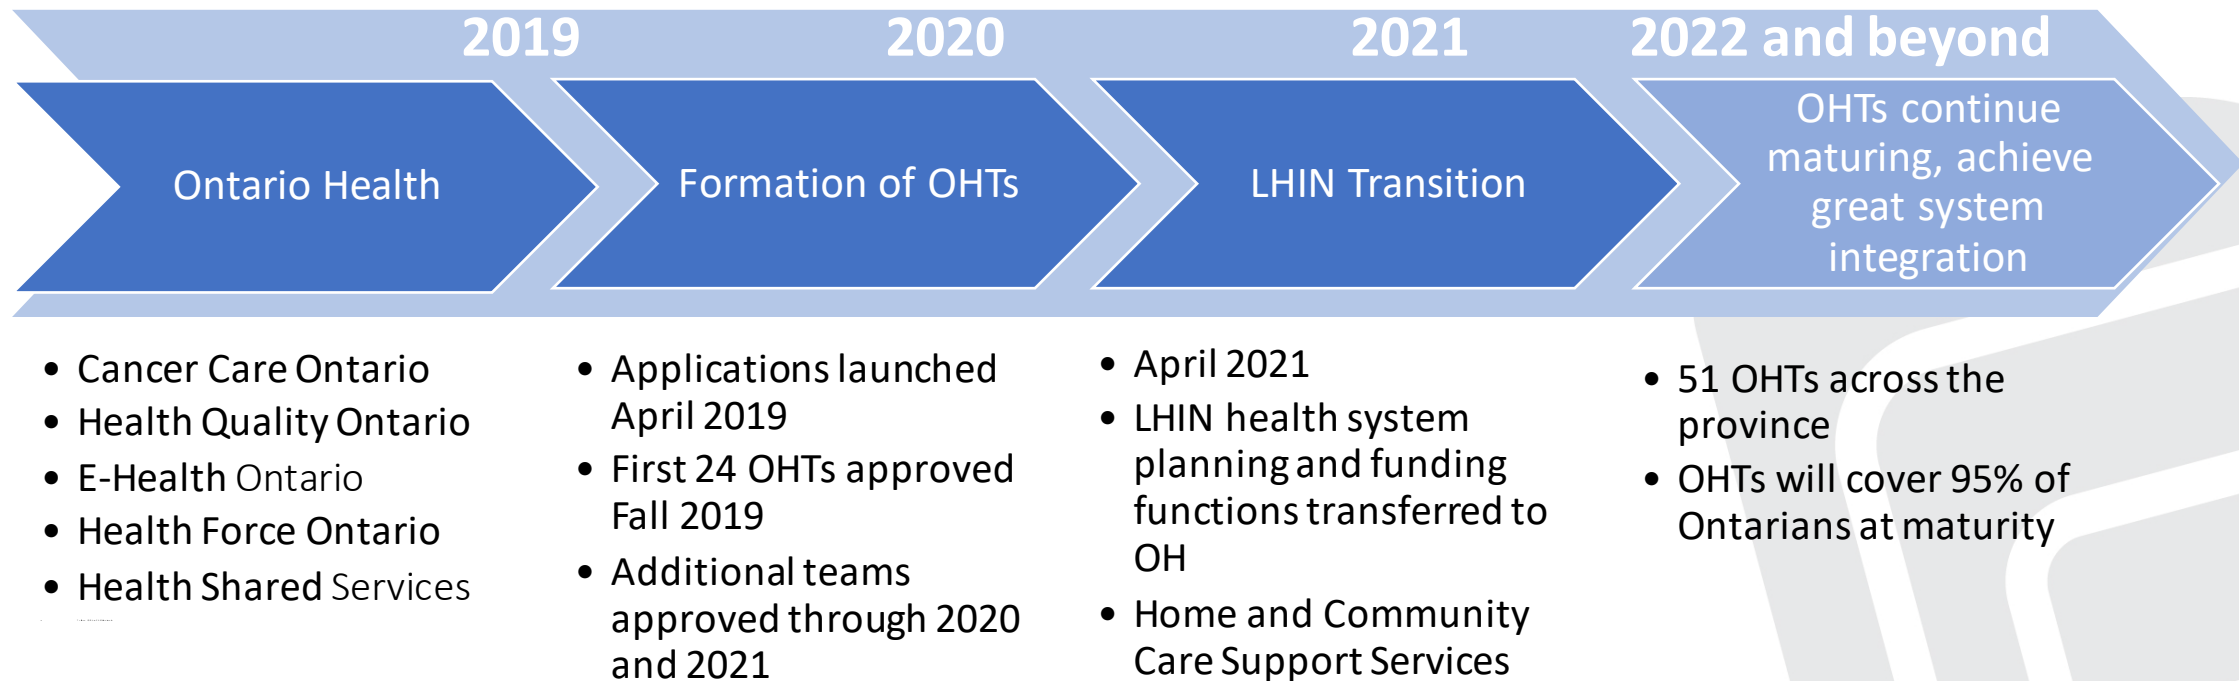 2019
2020
2021
2022 and beyond
Ontario Health
Formation of OHTs
LHIN Transition
OHTs continue
maturing, achieve
great system
integration
• Cancer Care Ontario
• Health Quality Ontario
• E-Health Ontario
• Health Force Ontario
• Health Shared Services
• Applications launched
April 2019
• First 24 OHTs approved
Fall 2019
• Additional teams
approved through 2020
and 2021
• April 2021
• LHIN health system
planning and funding
functions transferred to
OH
• Home and Community
Care Support Services
• 51 OHTs across the
province
• OHTs will cover 95% of
Ontarians at maturity